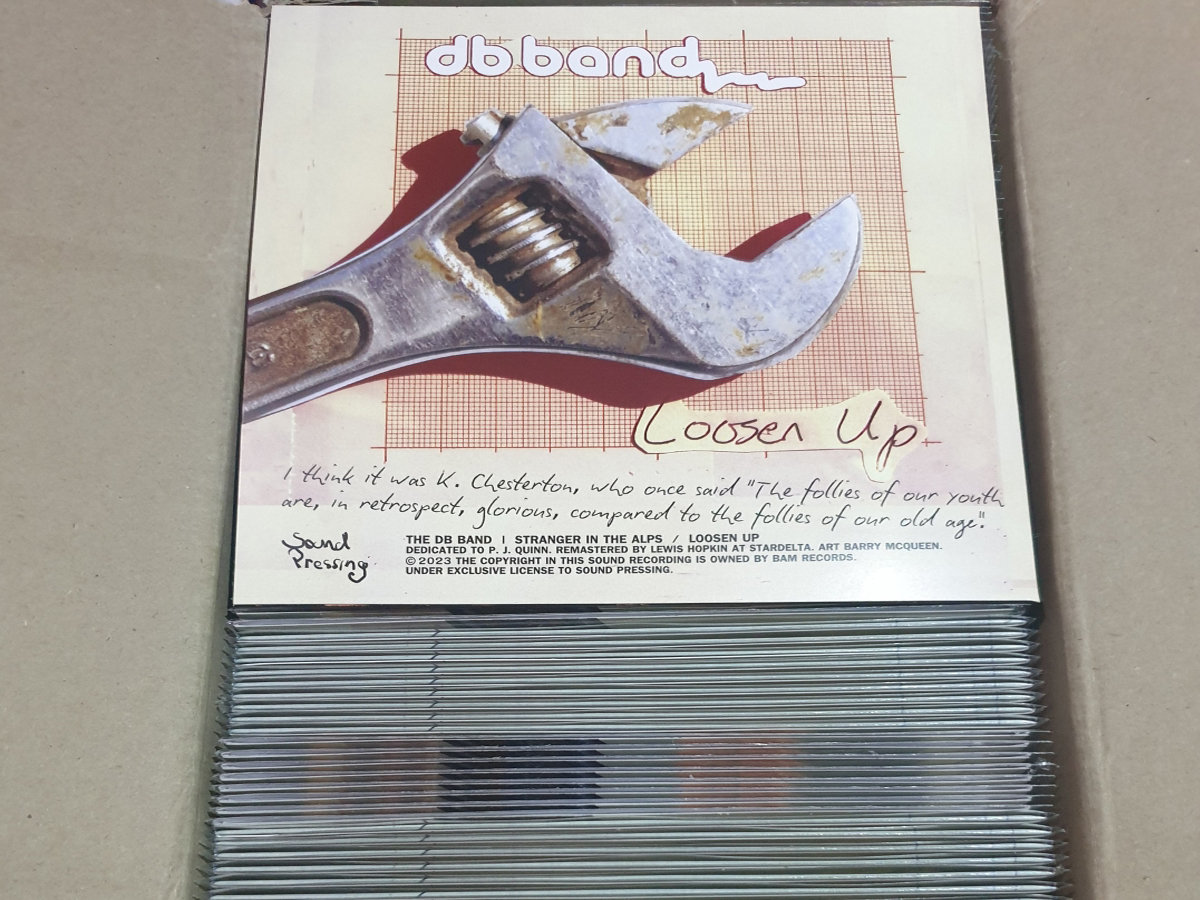 db band
Loosen Up
I think it was K. Chesterton, who once said "The follies of our youth
are, in retrospect, glorious, compared to the follies of our old age".
Sound
Pressing
THE DB BAND | STRANGER IN THE ALPS / LOOSEN UP
DEDICATED TO P. J. QUINN. REMASTERED BY LEWIS HOPKIN AT STARDELTA. ART BARRY MCQUEEN.
©2023 THE COPYRIGHT IN THIS SOUND RECORDING IS OWNED BY BAM RECORDS.
UNDER EXCLUSIVE LICENSE TO SOUND PRESSING.